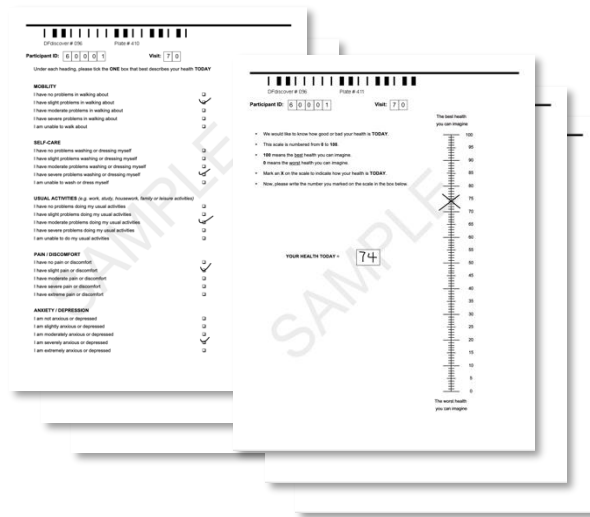 DFdiscover # 096 Plate # 410
Participant ID: 6 0 0 0 1 Visit: 7 0
Under each heading, please tick the ONE box that best describes your health TODAY
MOBILITY
I have no problems in walking about
I have slight problems in walking about
I have moderate problems in walking about
I have severe problems in walking about
I am unable to walk about
SELF-CARE
I have no problems washing or dressing myself
I have slight problems washing or dressing myself
I have moderate problems washing or dressing myself
I have severe problems washing or dressing myself
I am unable to wash or dress myself
USUAL ACTIVITIES (e.g. work, study, housework, family or leisure activities)
I have no problems doing my usual activities
I have slight problems doing my usual activities
I have moderate problems doing my usual activities
I have severe problems doing my usual activities
I am unable to do my usual activities
PAIN / DISCOMFORT
I have no pain or discomfort
I have slight pain or discomfort
I have moderate pain or discomfort
I have severe pain or discomfort
I have extreme pain or discomfort
ANXIETY / DEPRESSION
I am not anxious or depressed
I am slightly anxious or depressed
I am moderately anxious or depressed
I am severely anxious or depressed
I am extremely anxious or depressed
SAMPLE
DFdiscover # 096 Plate # 411
Participant ID: 6 0 0 0 1 Visit: 7 0
The best health
you can imagine
We would like to know how good or bad your health is TODAY.
This scale is numbered from 0 to 100.
100 means the best health you can imagine.
0 means the worst health you can imagine.
Mark an X on the scale to indicate how your health is TODAY.
Now, please write the number you marked on the scale in the box below.
YOUR HEALTH TODAY = 74
100
95
90
85
80
75
70
65
60
55
50
45
40
35
30
25
20
15
10
5
0
The worst health
you can imagine
SAMPLE